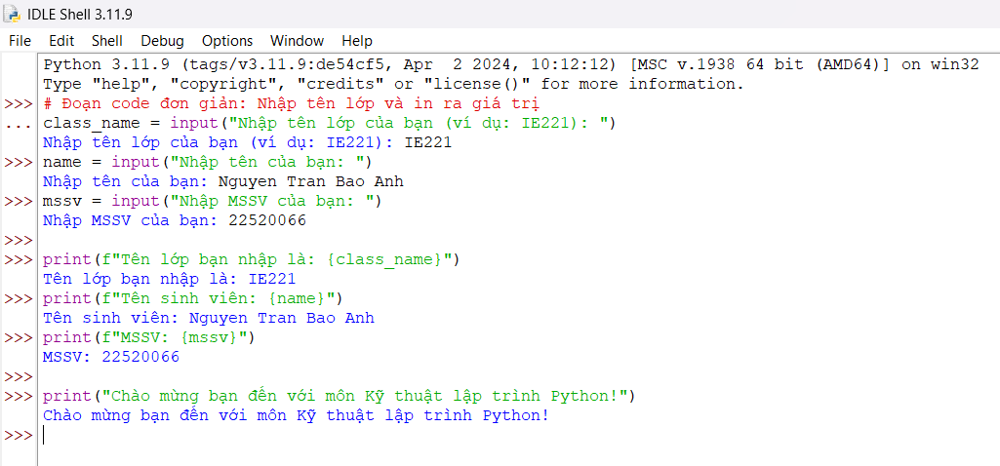 IDLE Shell 3.11.9
File Edit Shell Debug Options Window Help
Python 3.11.9 (tags/v3.11.9:de54cf5, Apr  2 2024, 10:12:12) [MSC v.1938 64 bit (AMD64)] on win32
Type "help", "copyright", "credits" or "license()" for more information.
>>> # Đoạn code đơn giản: Nhập tên lớp và in ra giá trị
... class_name = input("Nhập tên lớp của bạn (ví dụ: IE221): ")
Nhập tên lớp của bạn (ví dụ: IE221): IE221
>>> name = input("Nhập tên của bạn: ")
Nhập tên của bạn: Nguyen Tran Bao Anh
>>> mssv = input("Nhập MSSV của bạn: ")
Nhập MSSV của bạn: 22520066
>>>
>>> print(f"Tên lớp bạn nhập là: {class_name}")
Tên lớp bạn nhập là: IE221
>>> print(f"Tên sinh viên: {name}")
Tên sinh viên: Nguyen Tran Bao Anh
>>> print(f"MSSV: {mssv}")
MSSV: 22520066
>>>
>>> print("Chào mừng bạn đến với môn Kỹ thuật lập trình Python!")
Chào mừng bạn đến với môn Kỹ thuật lập trình Python!
>>>